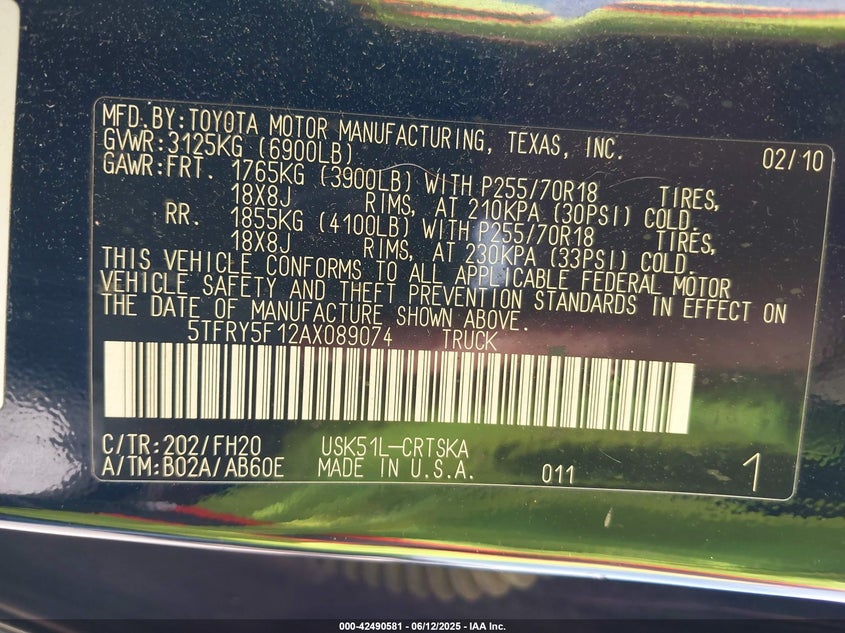 MFD.BY:TOYOTA MOTOR MANUFACTURING, TEXAS, INC. 02/10
GVWR:3125KG (6900LB)
GAWR:FRT. 1765KG (3900LB) WITH P255/70R18 TIRES,
18X8J RIMS, AT 210KPA (30PSI) COLD.
RR. 1855KG (4100LB) WITH P255/70R18 TIRES,
18X8J RIMS, AT 230KPA (33PSI) COLD.
THIS VEHICLE CONFORMS TO ALL APPLICABLE FEDERAL MOTOR
VEHICLE SAFETY AND THEFT PREVENTION STANDARDS IN EFFECT ON
THE DATE OF MANUFACTURE SHOWN ABOVE.
5TFRY5F12AX089074 TRUCK
C/TR:202/FH20 USK51L-CRTSKA
A/TM:B02A/AB60E MADE IN U.S.A. 011 1
000-42490581 - 06/12/2025 - IAA Inc.